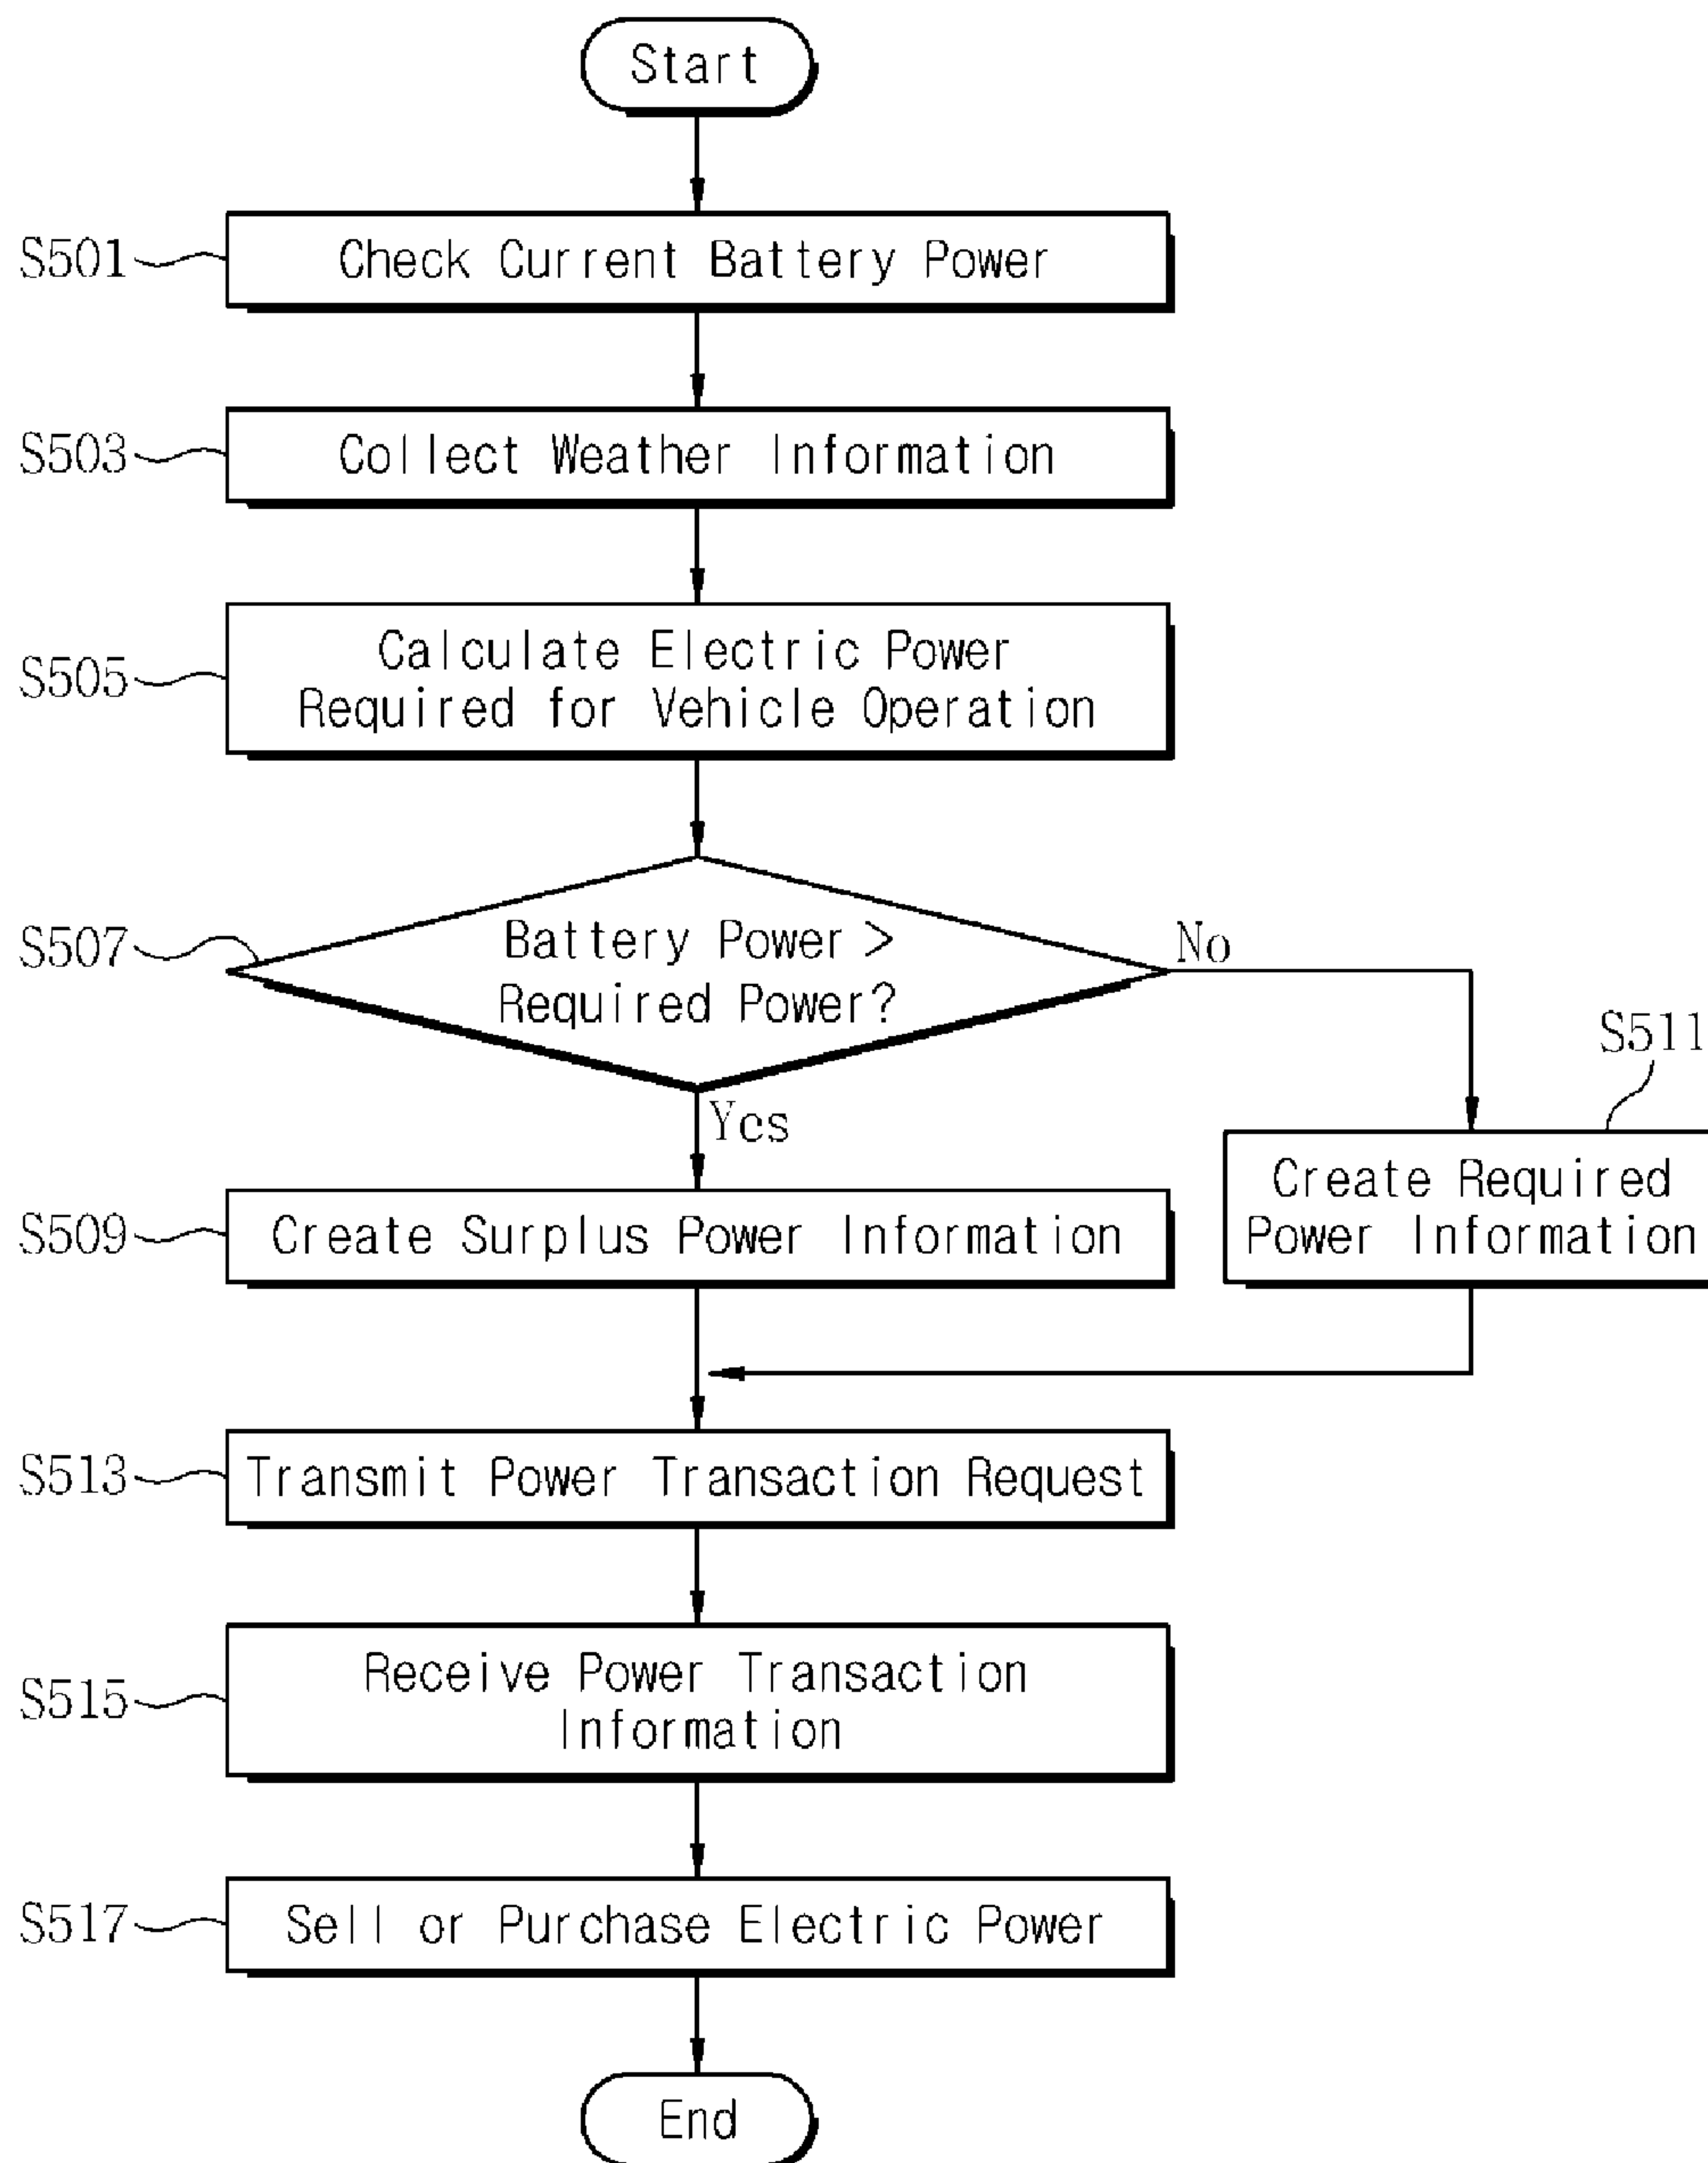 Start
S501
Check Current Battery Power
S503
Collect Weather Information
S505
Calculate Electric Power
Required for Vehicle Operation
S507
Battery Power >
Required Power?
No
S511
Yes
Create Required
Power Information
S509
Create Surplus Power Information
S513
Transmit Power Transaction Request
S515
Receive Power Transaction
Information
S517
Sell or Purchase Electric Power
End